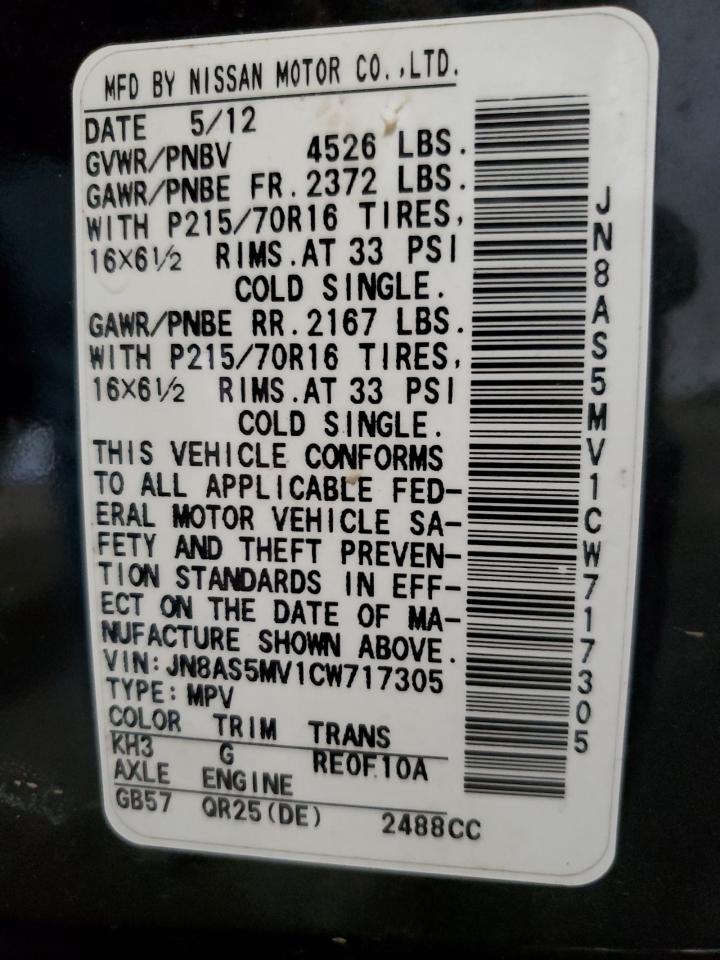 MFD BY NISSAN MOTOR CO.,LTD.
DATE 5/12
GVWR/PNBV 4526 LBS.
GAWR/PNBE FR.2372 LBS.
WITH P215/70R16 TIRES,
16X6½ RIMS.AT 33 PSI
COLD SINGLE.
GAWR/PNBE RR.2167 LBS.
WITH P215/70R16 TIRES,
16X6½ RIMS.AT 33 PSI
COLD SINGLE.
THIS VEHICLE CONFORMS
TO ALL APPLICABLE FED-
ERAL MOTOR VEHICLE SA-
FETY AND THEFT PREVEN-
TION STANDARDS IN EFF-
ECT ON THE DATE OF MA-
NUFACTURE SHOWN ABOVE.
VIN:JN8AS5MV1CW717305
TYPE:MPV
COLOR TRIM TRANS
KH3 G RE0F10A
AXLE ENGINE
GB57 QR25(DE) 2488CC
JN8AS5MV1CW717305